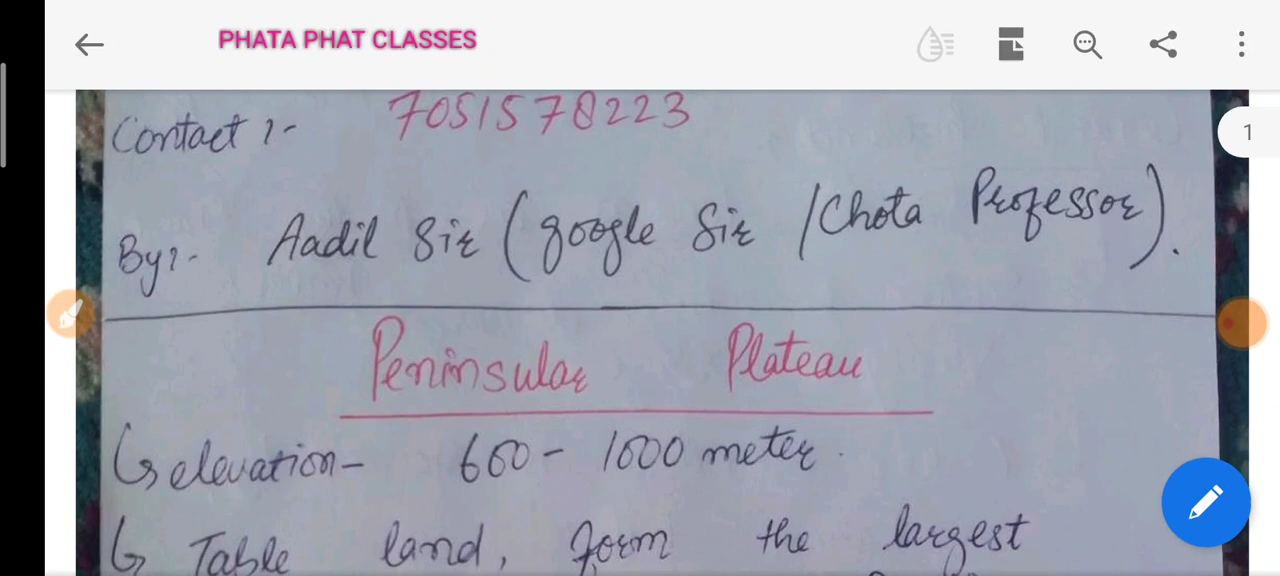 PHATA PHAT CLASSES
1
Contact :- 7051578223
By:- Aadil Sir (google Sir /Chota Professor).
Peninsular Plateau
elevation- 600 - 1000 meter.
Table land, form the largest